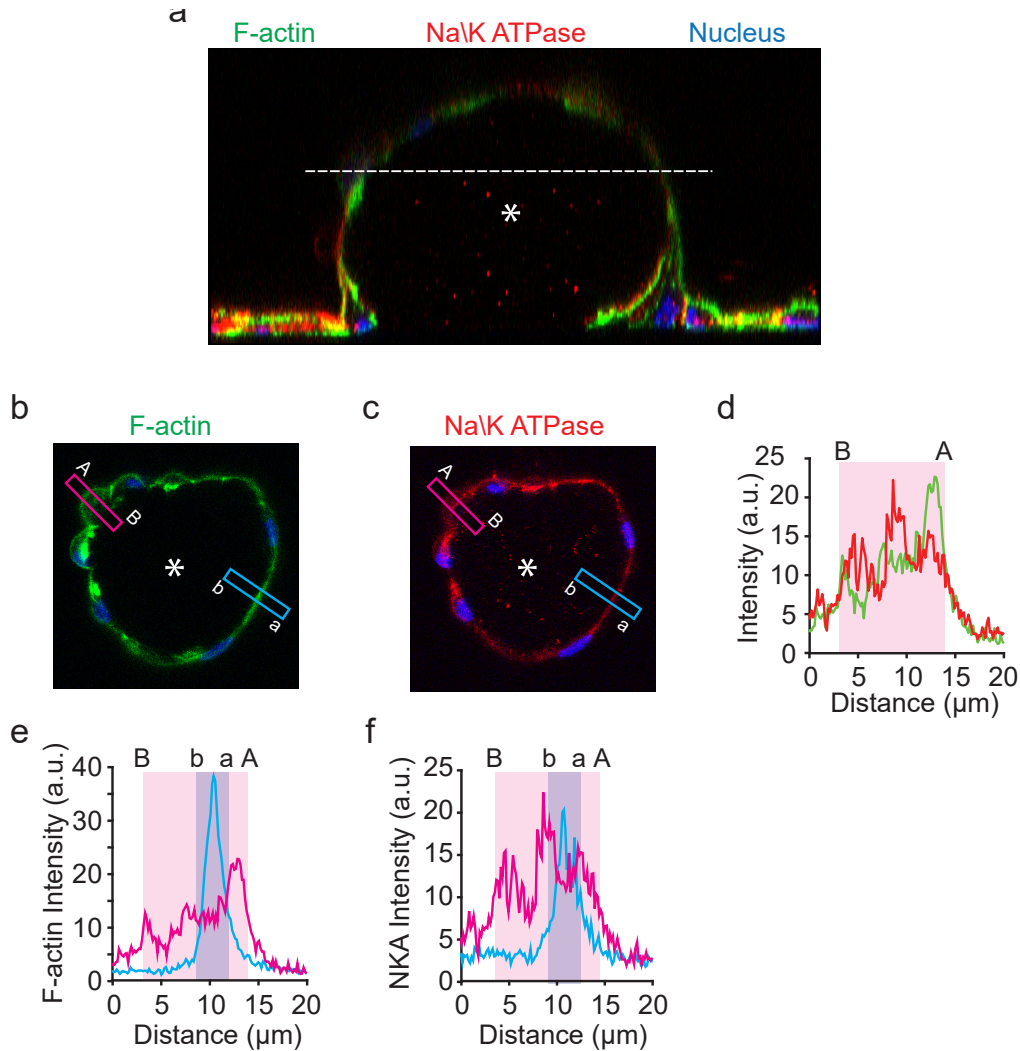 a
F-actin Na\K ATPase Nucleus
*
b
F-actin
A
B
*
b
a
c
Na\K ATPase
A
B
*
b
a
d
B A
Intensity (a.u.)
25
20
15
10
5
0
0 5 10 15 20
Distance (µm)
e
B b a A
F-actin Intensity (a.u.)
40
30
20
10
0
0 5 10 15 20
Distance (µm)
f
B b a A
NKA Intensity (a.u.)
25
20
15
10
5
0
0 5 10 15 20
Distance (µm)